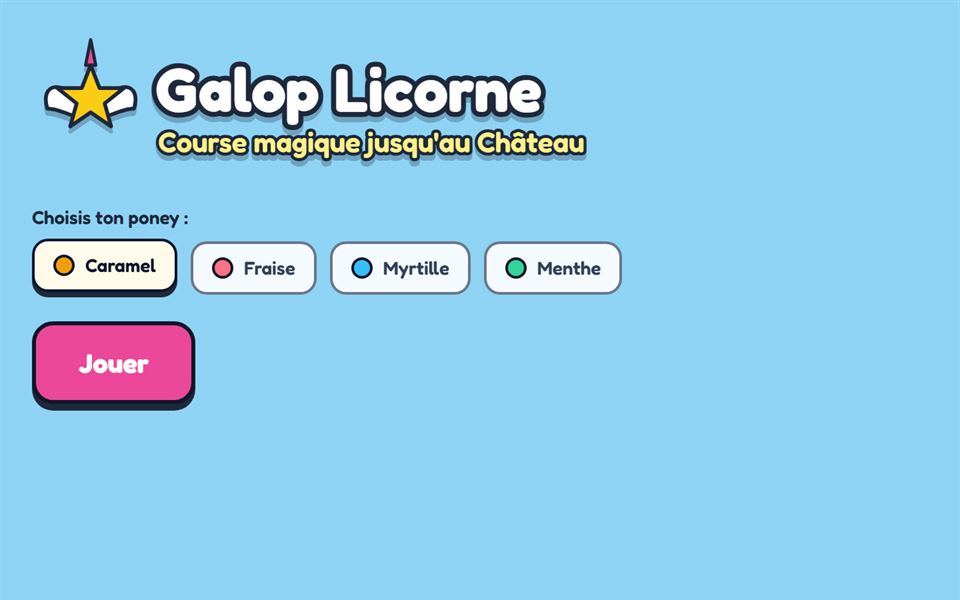 Galop Licorne
Course magique jusqu'au Château
Choisis ton poney :
Caramel
Fraise
Myrtille
Menthe
Jouer